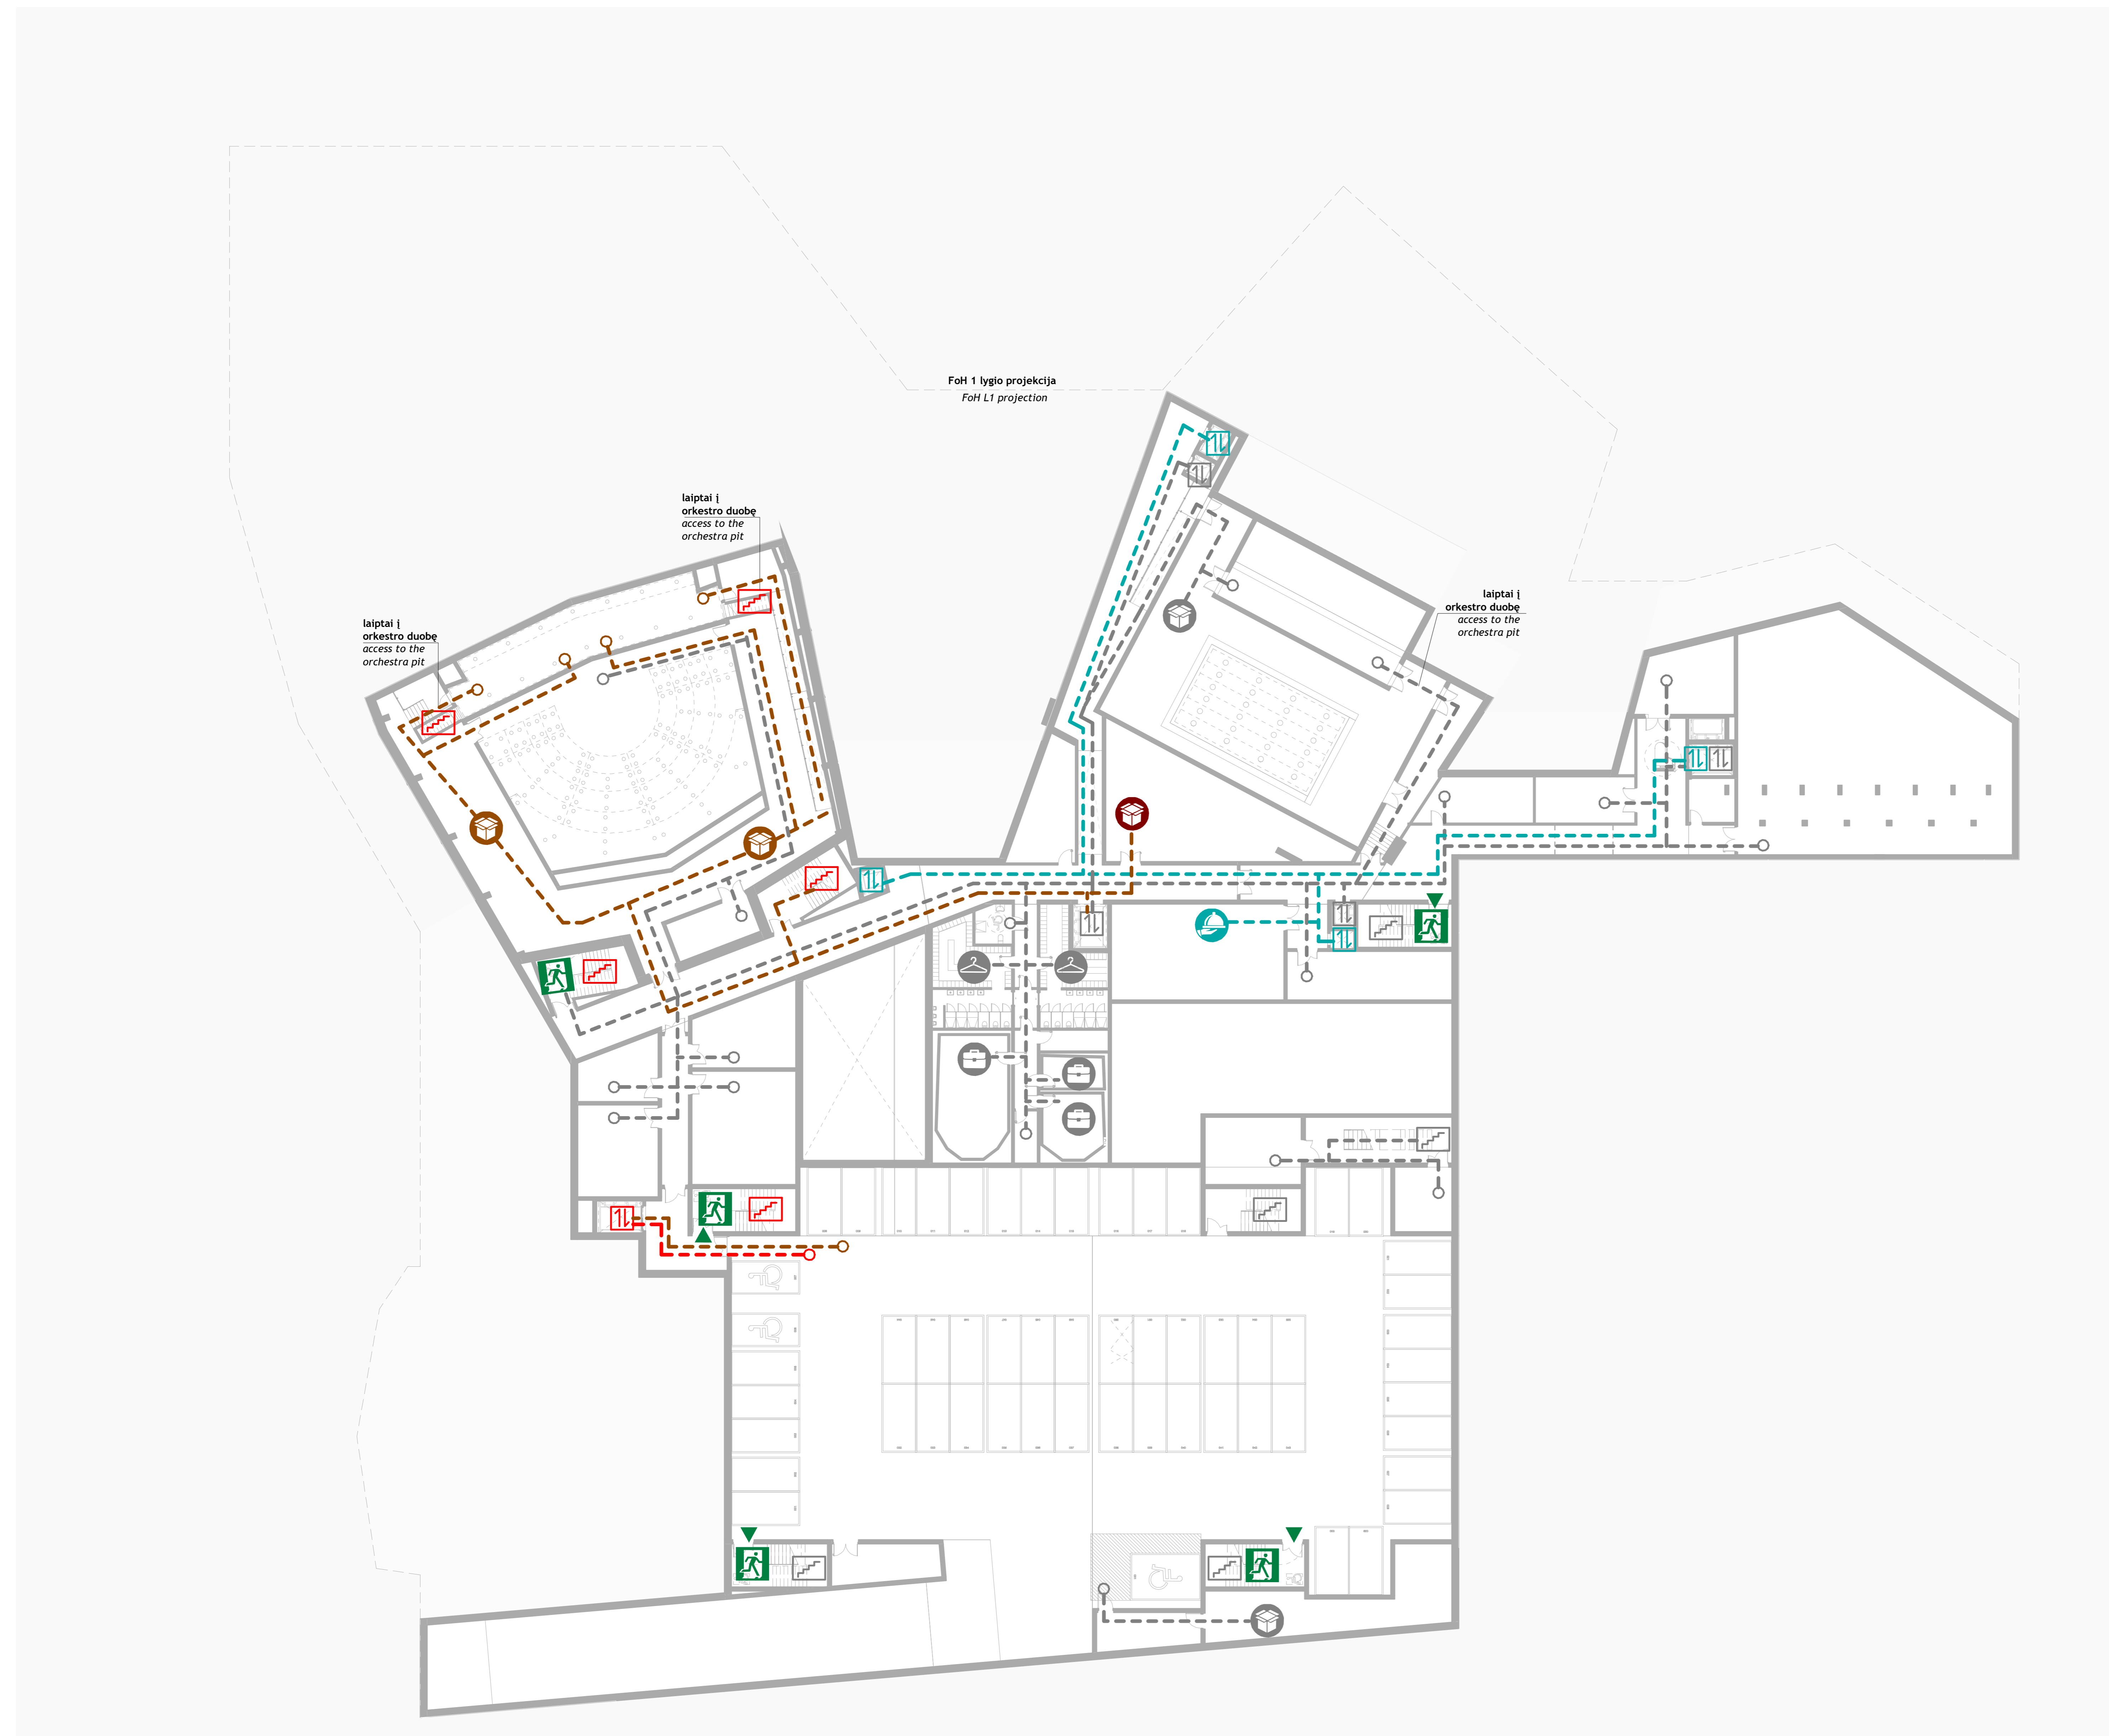 FoH 1 lygio projekcija
FoH L1 projection
laiptai į
orkestro duobę
access to the
orchestra pit
laiptai į
orkestro duobę
access to the
orchestra pit
laiptai į
orkestro duobę
access to the
orchestra pit